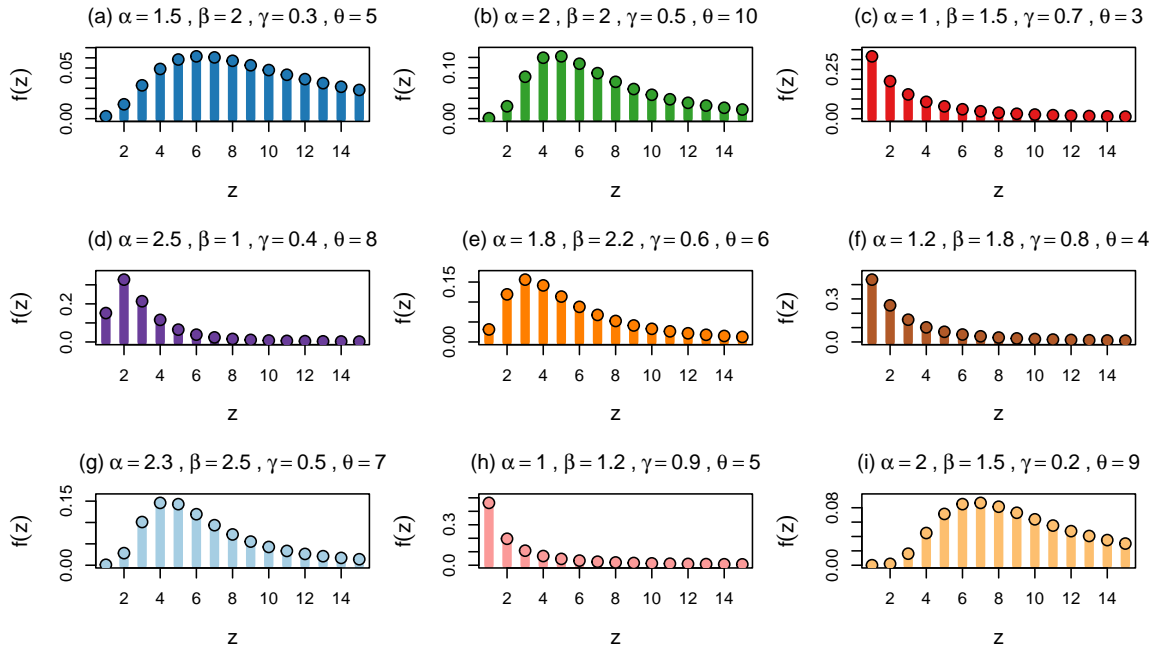 (a) α = 1.5 , β = 2 , γ = 0.3 , θ = 5
f(z)
0.00 0.05
2 4 6 8 10 12 14
z
(b) α = 2 , β = 2 , γ = 0.5 , θ = 10
f(z)
0.00 0.10
2 4 6 8 10 12 14
z
(c) α = 1 , β = 1.5 , γ = 0.7 , θ = 3
f(z)
0.00 0.25
2 4 6 8 10 12 14
z
(d) α = 2.5 , β = 1 , γ = 0.4 , θ = 8
f(z)
0.0 0.2
2 4 6 8 10 12 14
z
(e) α = 1.8 , β = 2.2 , γ = 0.6 , θ = 6
f(z)
0.00 0.15
2 4 6 8 10 12 14
z
(f) α = 1.2 , β = 1.8 , γ = 0.8 , θ = 4
f(z)
0.0 0.3
2 4 6 8 10 12 14
z
(g) α = 2.3 , β = 2.5 , γ = 0.5 , θ = 7
f(z)
0.00 0.15
2 4 6 8 10 12 14
z
(h) α = 1 , β = 1.2 , γ = 0.9 , θ = 5
f(z)
0.0 0.3
2 4 6 8 10 12 14
z
(i) α = 2 , β = 1.5 , γ = 0.2 , θ = 9
f(z)
0.00 0.08
2 4 6 8 10 12 14
z